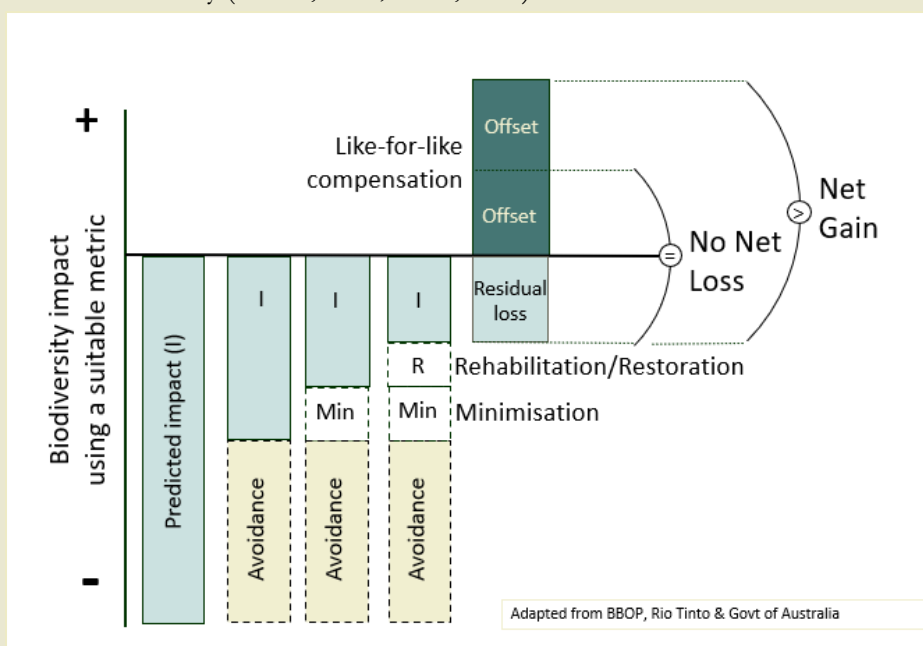 +
Biodiversity impact
using a suitable metric
-
Predicted impact (I)
I
Avoidance
I
Min
Avoidance
I
R
Min
Avoidance
Like-for-like
compensation
Offset
Offset
Residual
loss
Rehabilitation/Restoration
Minimisation
=
No Net
Loss
>
Net
Gain
Adapted from BBOP, Rio Tinto & Govt of Australia